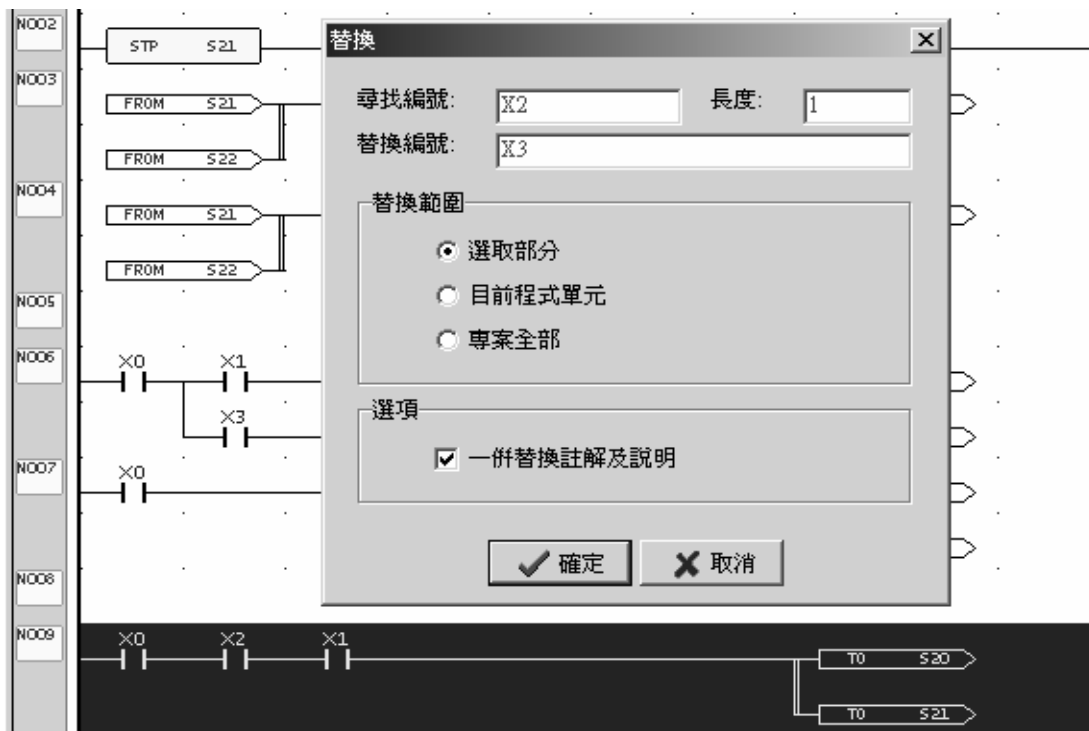 N002
STP S21
替換
N003
尋找編號: X2 長度: 1
FROM S21
替換編號: X3
FROM S22
N004
替換範圍
FROM S21
選取部分
FROM S22
目前程式單元
N005
專案全部
N006
X0 X1
選項
X3
一併替換註解及說明
N007
X0
確定 取消
N008
N009
X0 X2 X1
TO S20
TO S21